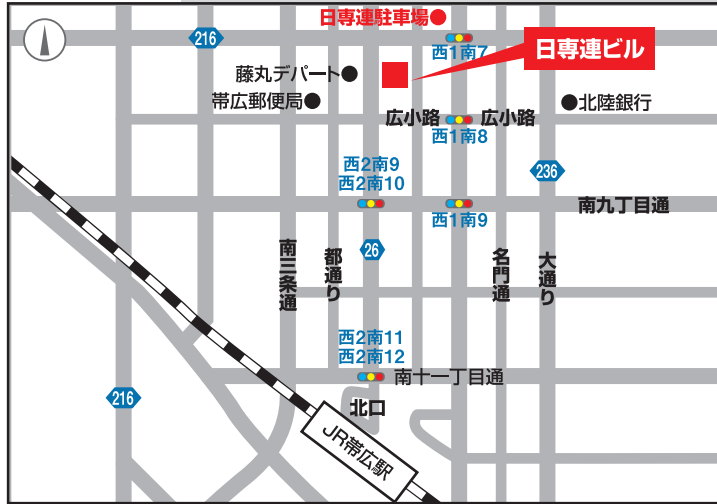 日専連駐車場
216
西1南7
日専連ビル
藤丸デパート
帯広郵便局
北陸銀行
広小路
広小路
西1南8
西2南9
西2南10
236
西1南9
南九丁目通
南三条通
都通り
26
名門通
大通り
西2南11
西2南12
南十一丁目通
216
北口
JR帯広駅